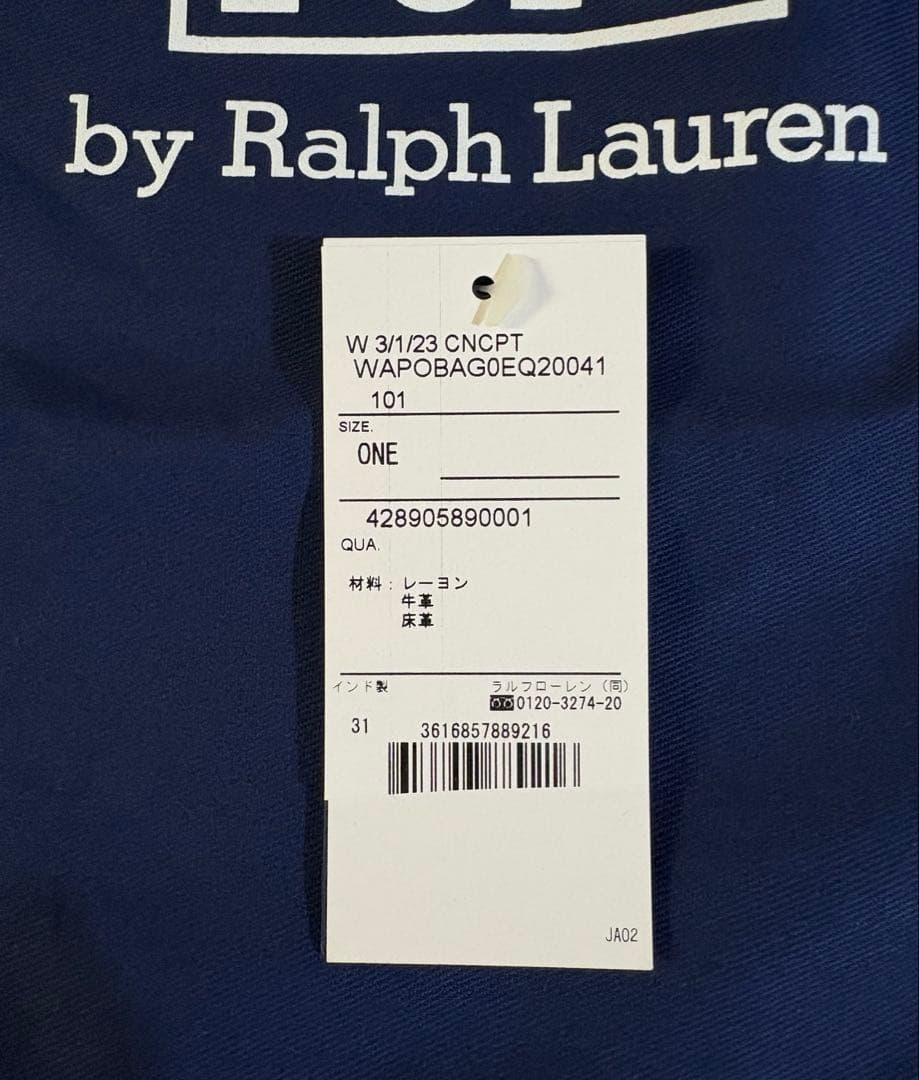 by Ralph Lauren
W 3/1/23 CNCPT
WAPOBAG0EQ20041
101
SIZE.
ONE
428905890001
QUA.
材料：レーヨン
牛革
床革
インド製
ラルフローレン（同）
0120-3274-20
31
3616857889216
JA02